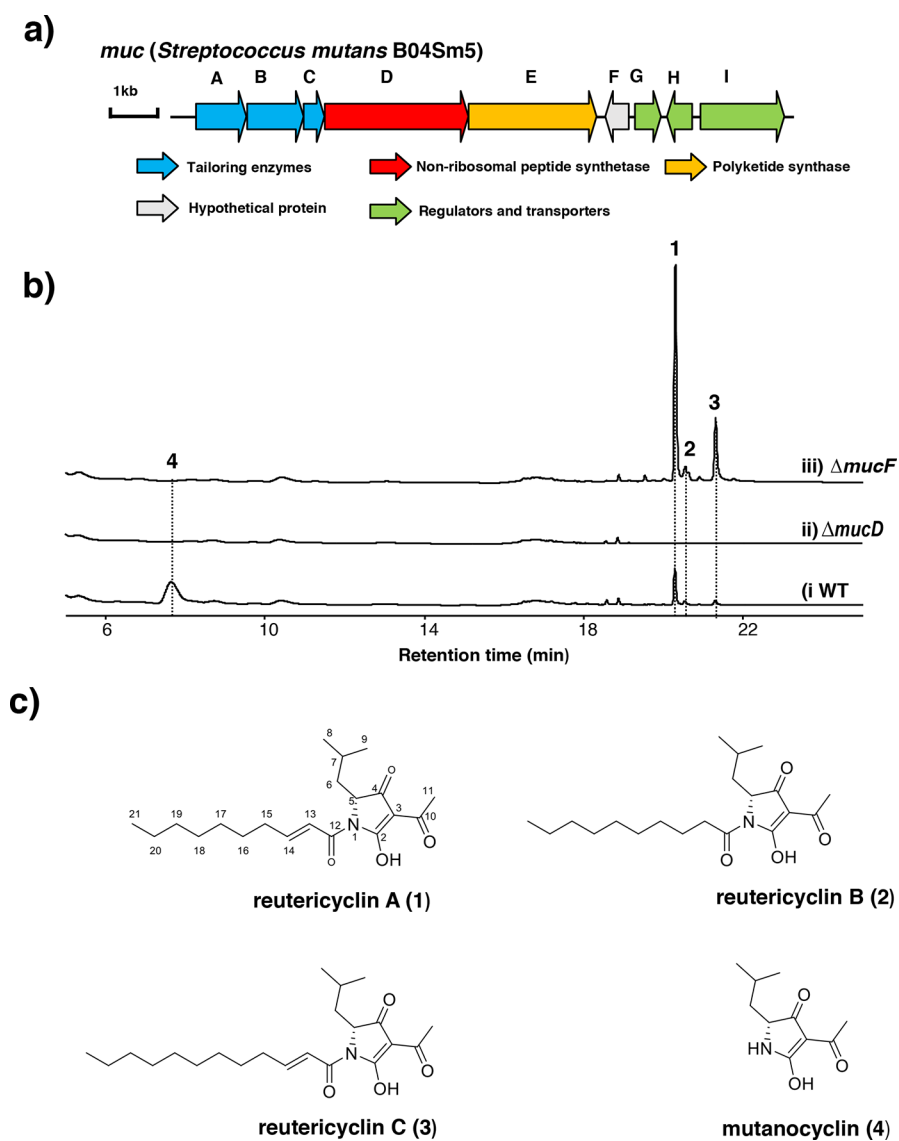 a)
muc (Streptococcus mutans B04Sm5)
A B C D E F G H I
1kb
Tailoring enzymes
Non-ribosomal peptide synthetase
Polyketide synthase
Hypothetical protein
Regulators and transporters
b)
1
3
2
4
iii) ΔmucF
ii) ΔmucD
(i WT
6 10 14 18 22
Retention time (min)
c)
8 9
7
6 O
5 4 11
21 19 17 15 13 3
12 N 10
1 2
20 18 16 14 O OH O
reutericyclin A (1)
O
N
O OH O
reutericyclin B (2)
O
N
O OH O
reutericyclin C (3)
O
HN
O
OH
mutanocyclin (4)